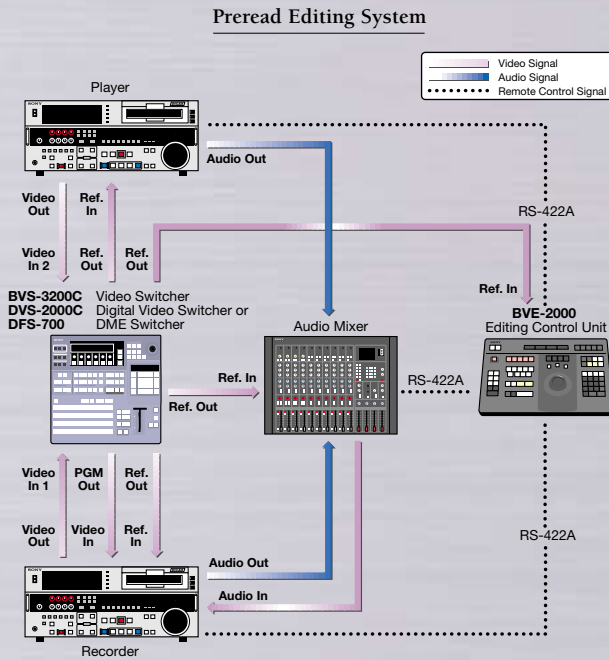 Preread Editing System
Video Signal
Audio Signal
Remote Control Signal
Player
SONY
Audio Out
Video Out
Ref. In
RS-422A
Video In 2
Ref. Out
Ref. Out
Ref. In
BVS-3200C Video Switcher
DVS-2000C Digital Video Switcher or
DFS-700 DME Switcher
BVE-2000
Editing Control Unit
Audio Mixer
Ref. In
RS-422A
Ref. Out
Video In 1
PGM Out
Ref. Out
Video Out
Video In
Ref. In
RS-422A
Audio Out
Audio In
SONY
Recorder